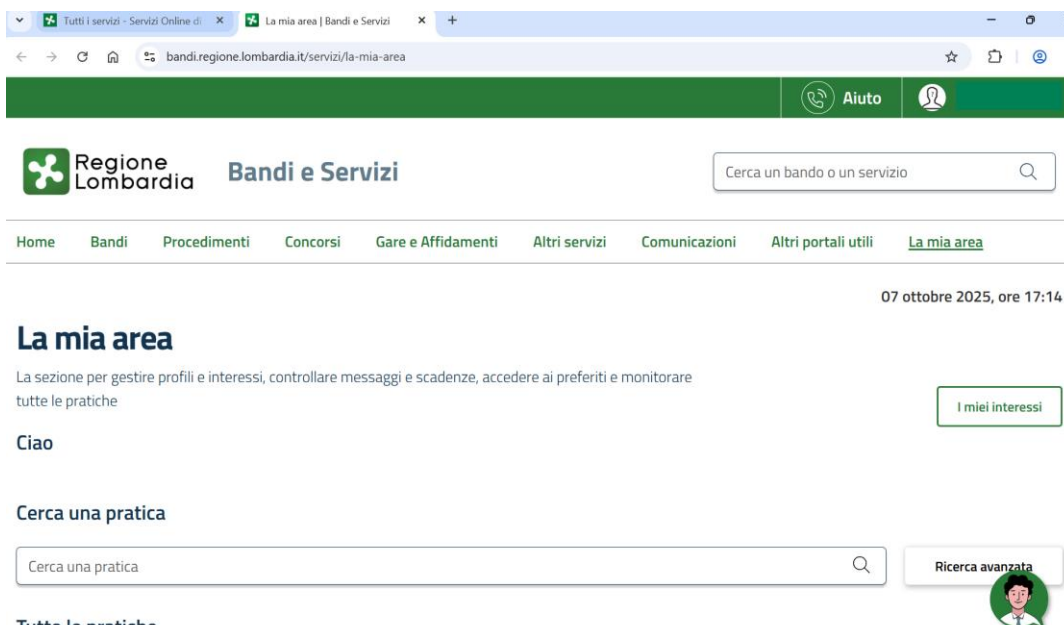 Tutti i servizi - Servizi Online di
La mia area | Bandi e Servizi
bandi.regione.lombardia.it/servizi/la-mia-area
Aiuto
Regione
Lombardia
Bandi e Servizi
Cerca un bando o un servizio
Home Bandi Procedimenti Concorsi Gare e Affidamenti Altri servizi Comunicazioni Altri portali utili La mia area
07 ottobre 2025, ore 17:14
La mia area
La sezione per gestire profili e interessi, controllare messaggi e scadenze, accedere ai preferiti e monitorare
tutte le pratiche
I miei interessi
Ciao
Cerca una pratica
Cerca una pratica
Ricerca avanzata
Tutte le pratiche